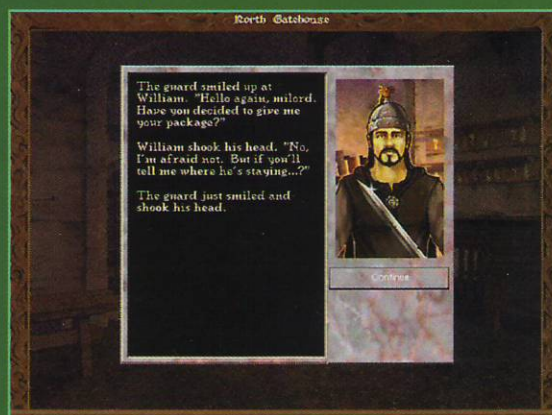 North Gatehouse
The guard smiled up at
William. "Hello again, milord.
Have you decided to give me
your package?"
William shook his head. "No,
I'm afraid not. But if you'll
tell me where he's staying...?"
The guard just smiled and
shook his head.
Continue